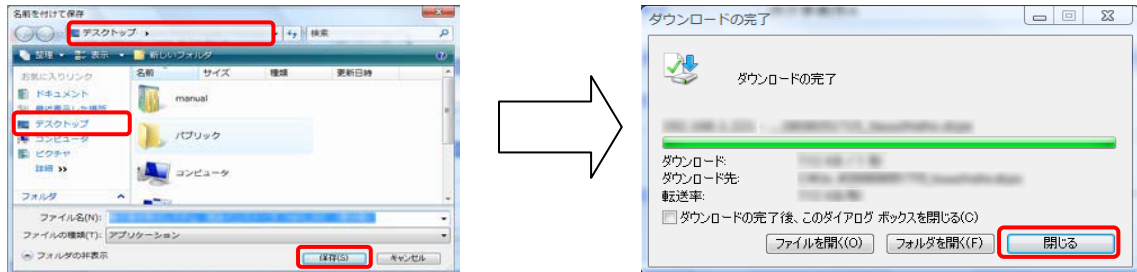 名前を付けて保存
デスクトップ
検索
整理 表示 新しいフォルダ
お気に入りリンク
名前 サイズ 種類 更新日時
ドキュメント
最近表示した場所
デスクトップ
コンピュータ
ピクチャ
詳細 >>
フォルダ
manual
パブリック
コンピュータ
ファイル名(N):
ファイルの種類(T): アプリケーション
フォルダの非表示
保存(S)
キャンセル
ダウンロードの完了
ダウンロードの完了
ダウンロード:
ダウンロード先:
転送率:
ダウンロードの完了後、このダイアログ ボックスを閉じる(C)
ファイルを開く(O)
フォルダを開く(F)
閉じる